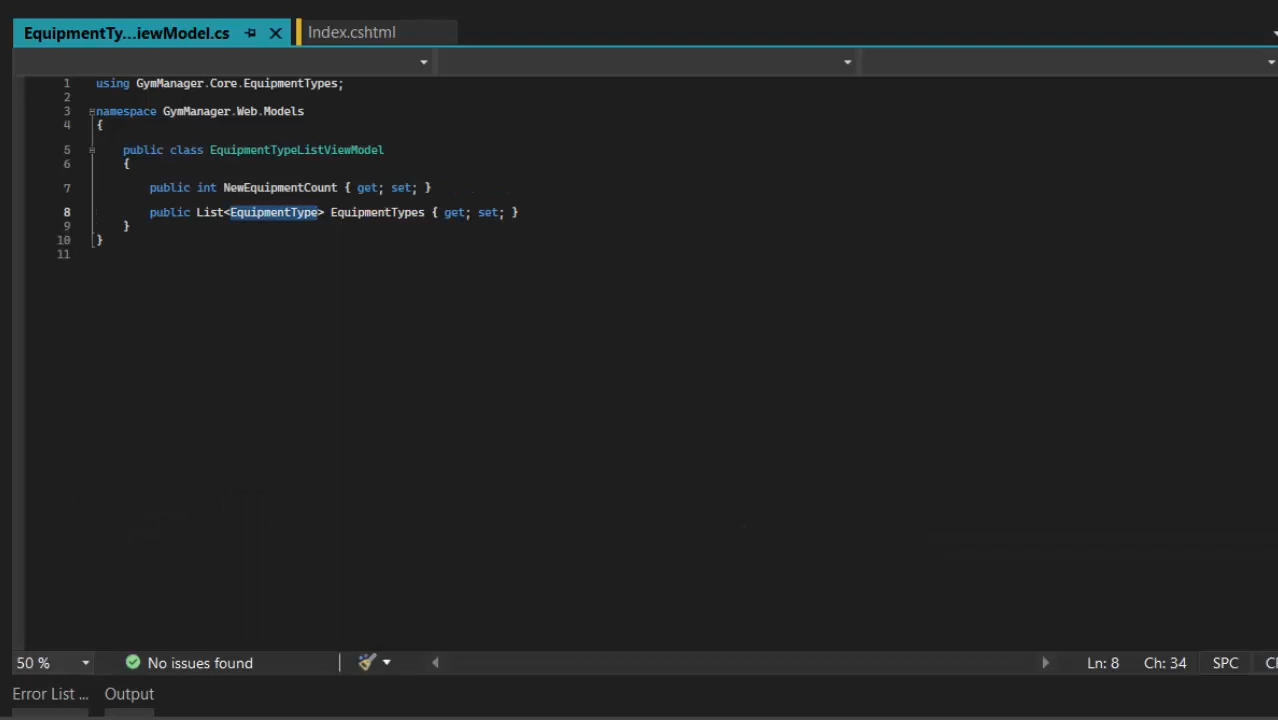 EquipmentTy...iewModel.cs
Index.cshtml
1 using GymManager.Core.EquipmentTypes;
2
3 namespace GymManager.Web.Models
4 {
5 public class EquipmentTypeListViewModel
6 {
7 public int NewEquipmentCount { get; set; }
8 public List<EquipmentType> EquipmentTypes { get; set; }
9 }
10 }
11
50 % No issues found Ln: 8 Ch: 34 SPC
Error List ... Output